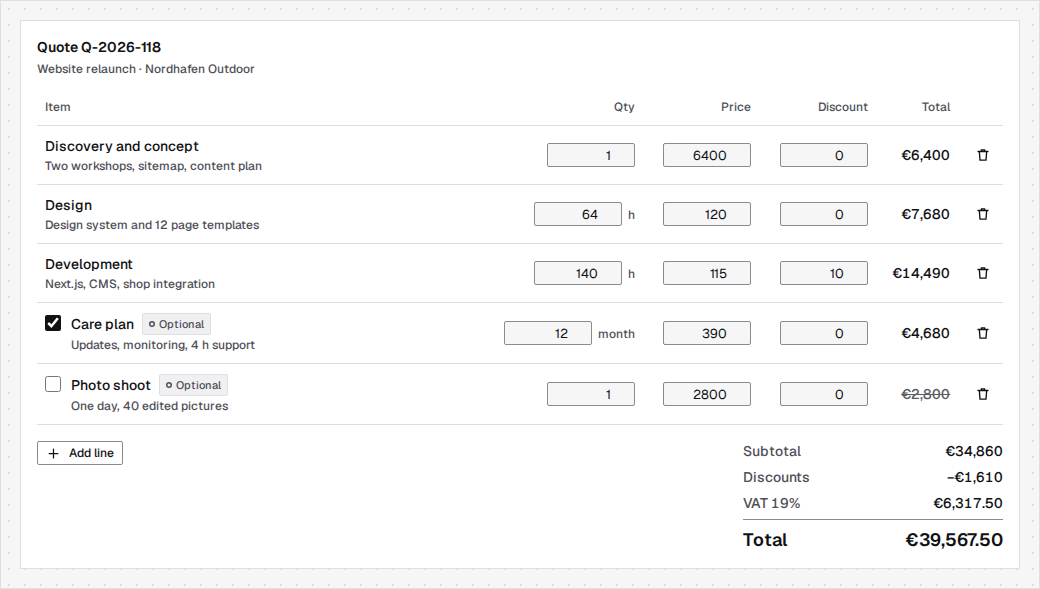 Quote Q-2026-118
Website relaunch · Nordhafen Outdoor
Item Qty Price Discount Total
Discovery and concept
Two workshops, sitemap, content plan
1 6400 0 €6,400
Design
Design system and 12 page templates
64 h 120 0 €7,680
Development
Next.js, CMS, shop integration
140 h 115 10 €14,490
Care plan Optional
Updates, monitoring, 4 h support
12 month 390 0 €4,680
Photo shoot Optional
One day, 40 edited pictures
1 2800 0 €2,800
Add line
Subtotal €34,860
Discounts −€1,610
VAT 19% €6,317.50
Total €39,567.50